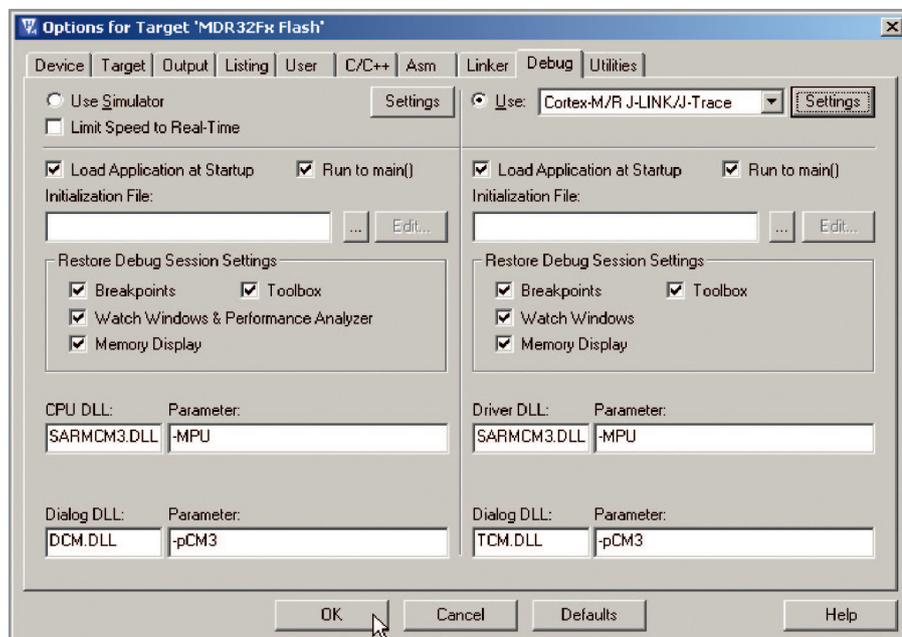 Options for Target 'MDR32Fx Flash'
Device Target Output Listing User C/C++ Asm Linker Debug Utilities
Use Simulator Settings
Limit Speed to Real-Time
Use: Cortex-M/R J-LINK/J-Trace Settings
Load Application at Startup Run to main()
Initialization File:
... Edit...
Restore Debug Session Settings
Breakpoints Toolbox
Watch Windows & Performance Analyzer
Memory Display
CPU DLL: Parameter:
SARMCM3.DLL -MPU
Dialog DLL: Parameter:
DCM.DLL -pCM3
Load Application at Startup Run to main()
Initialization File:
... Edit...
Restore Debug Session Settings
Breakpoints Toolbox
Watch Windows
Memory Display
Driver DLL: Parameter:
SARMCM3.DLL -MPU
Dialog DLL: Parameter:
TCM.DLL -pCM3
OK Cancel Defaults Help